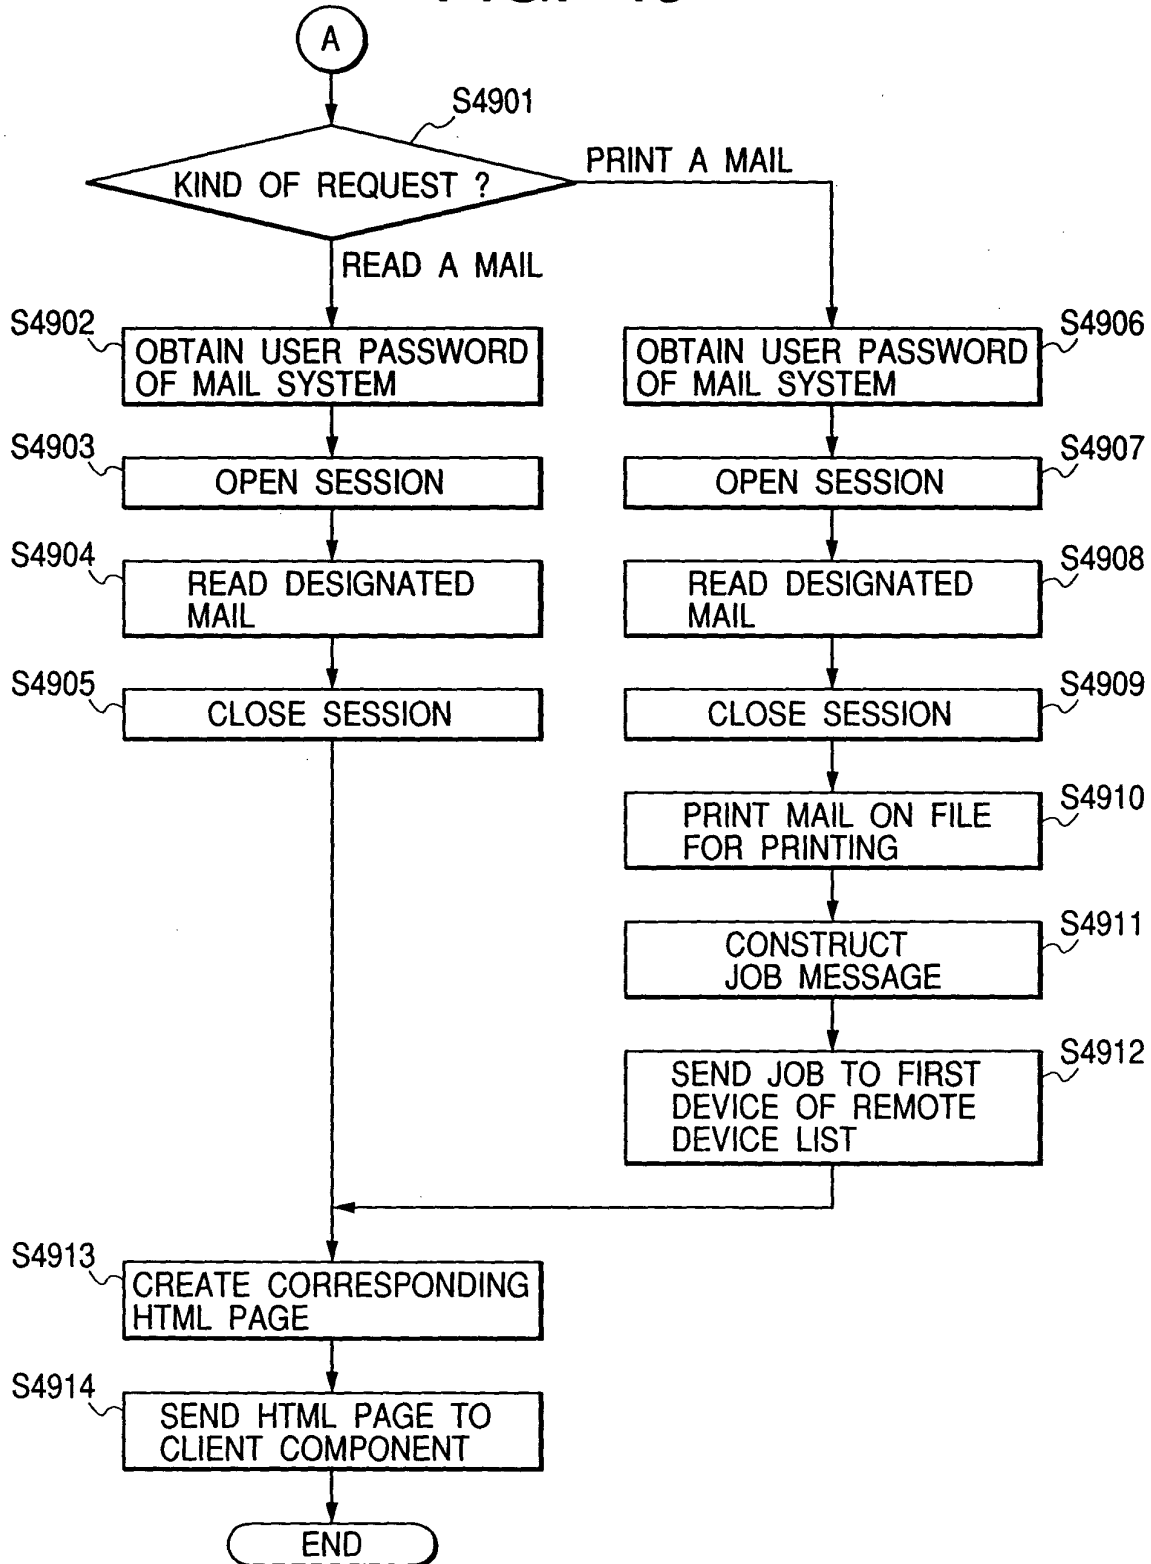 A
S4901
KIND OF REQUEST ?
PRINT A MAIL
READ A MAIL
S4902
OBTAIN USER PASSWORD
OF MAIL SYSTEM
S4906
OBTAIN USER PASSWORD
OF MAIL SYSTEM
S4903
OPEN SESSION
S4907
OPEN SESSION
S4904
READ DESIGNATED
MAIL
S4908
READ DESIGNATED
MAIL
S4905
CLOSE SESSION
S4909
CLOSE SESSION
S4910
PRINT MAIL ON FILE
FOR PRINTING
S4911
CONSTRUCT
JOB MESSAGE
S4912
SEND JOB TO FIRST
DEVICE OF REMOTE
DEVICE LIST
S4913
CREATE CORRESPONDING
HTML PAGE
S4914
SEND HTML PAGE TO
CLIENT COMPONENT
END